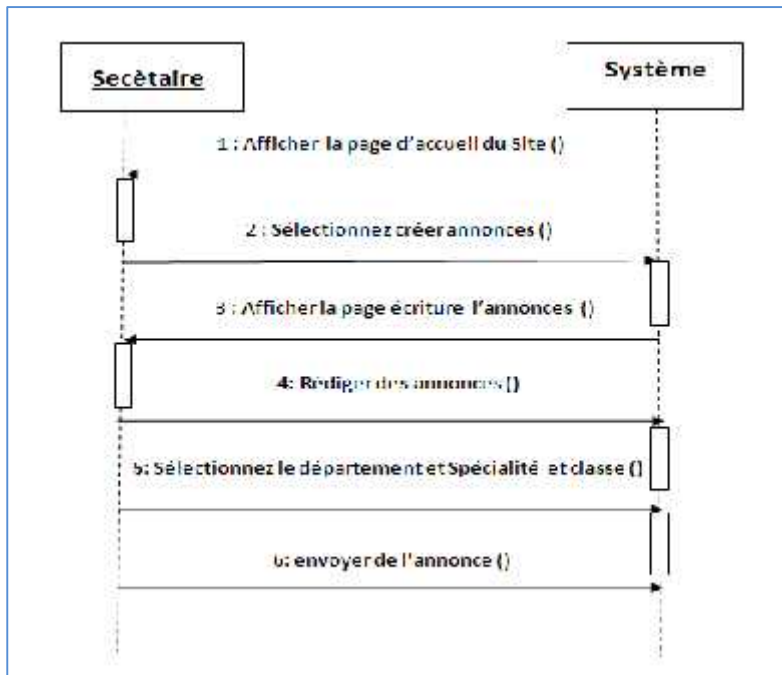 Secètaire
Système
1 : Afficher la page d'accueil du Site ()
2 : Sélectionnez créer annonces ()
3 : Afficher la page écriture l'annonces ()
4: Rédiger des annonces ()
5: Sélectionnez le département et Spécialité et classe ()
6: envoyer de l'annonce ()